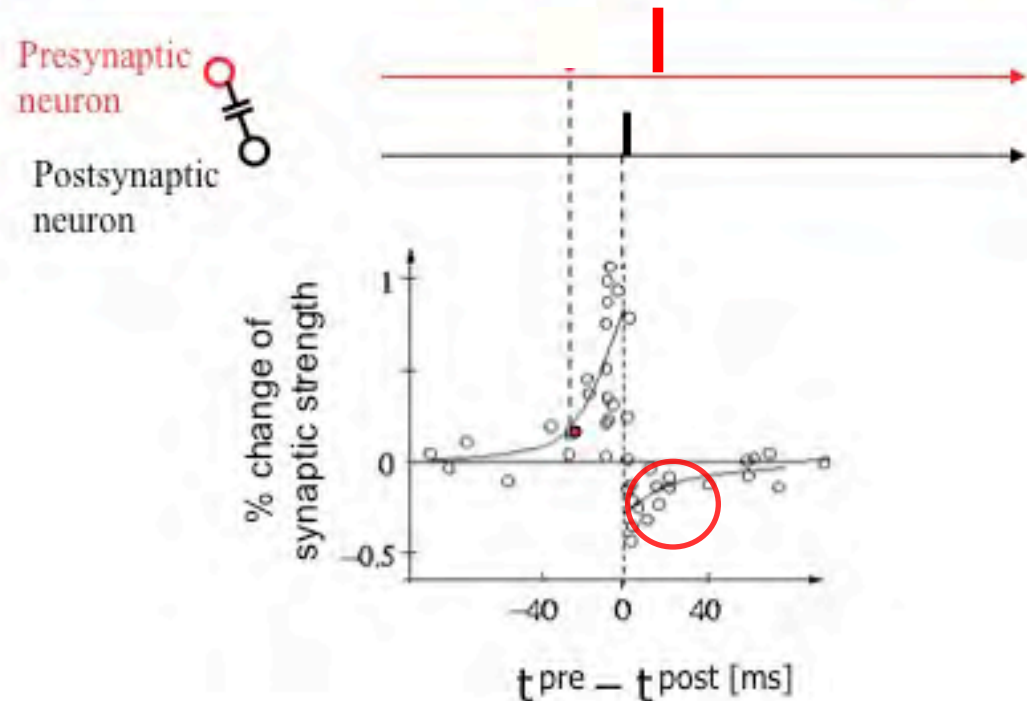 Presynaptic
neuron
Postsynaptic
neuron
% change of
synaptic strength
1
0
−0.5
−40 0 40
t pre − t post [ms]